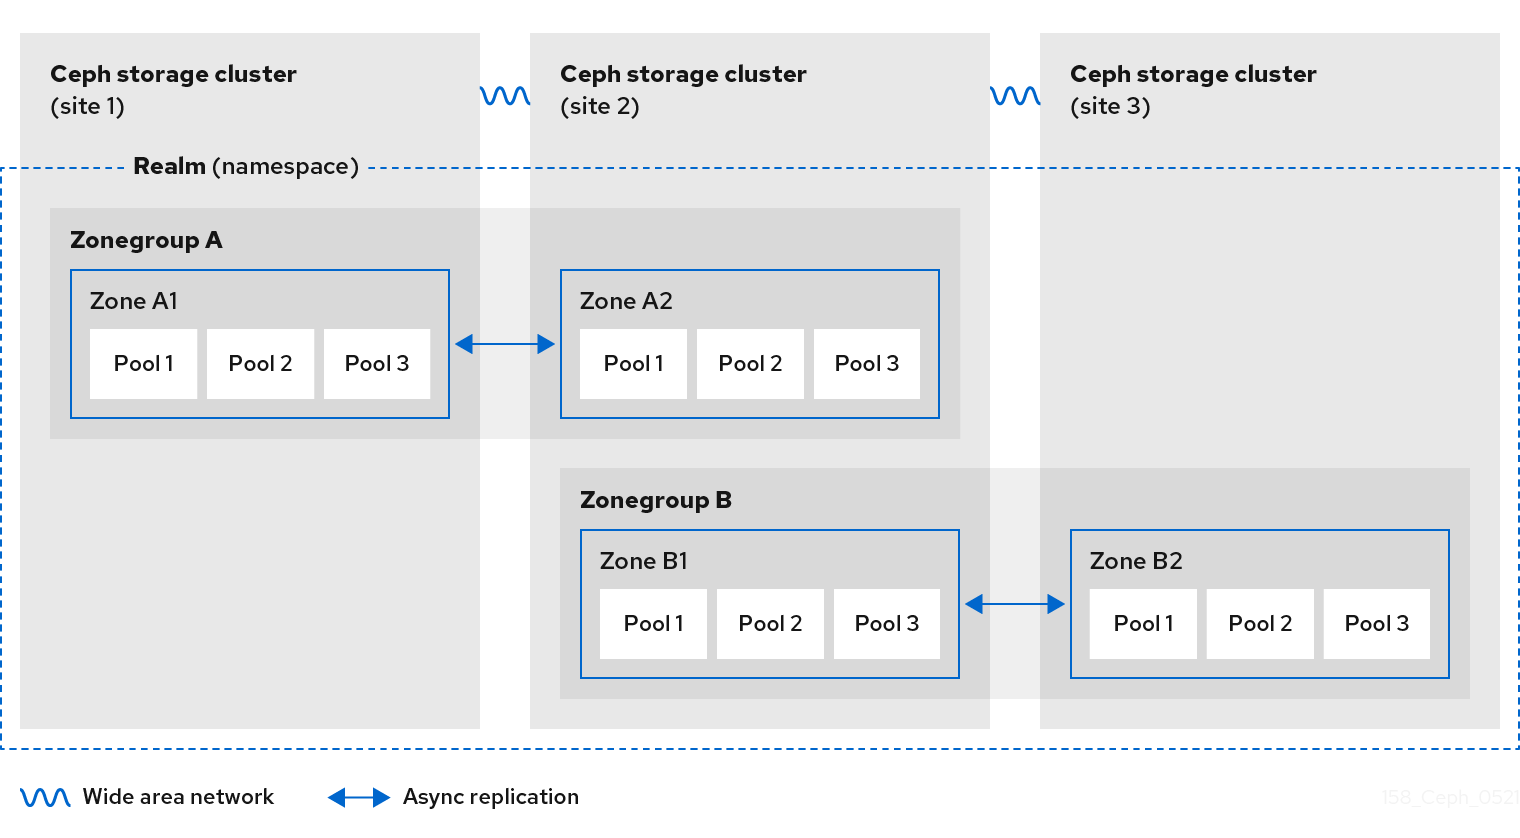 Ceph storage cluster
(site 1)
Ceph storage cluster
(site 2)
Ceph storage cluster
(site 3)
Realm (namespace)
Zonegroup A
Zone A1
Pool 1 Pool 2 Pool 3
Zone A2
Pool 1 Pool 2 Pool 3
Zonegroup B
Zone B1
Pool 1 Pool 2 Pool 3
Zone B2
Pool 1 Pool 2 Pool 3
Wide area network
Async replication
158_Ceph_0521